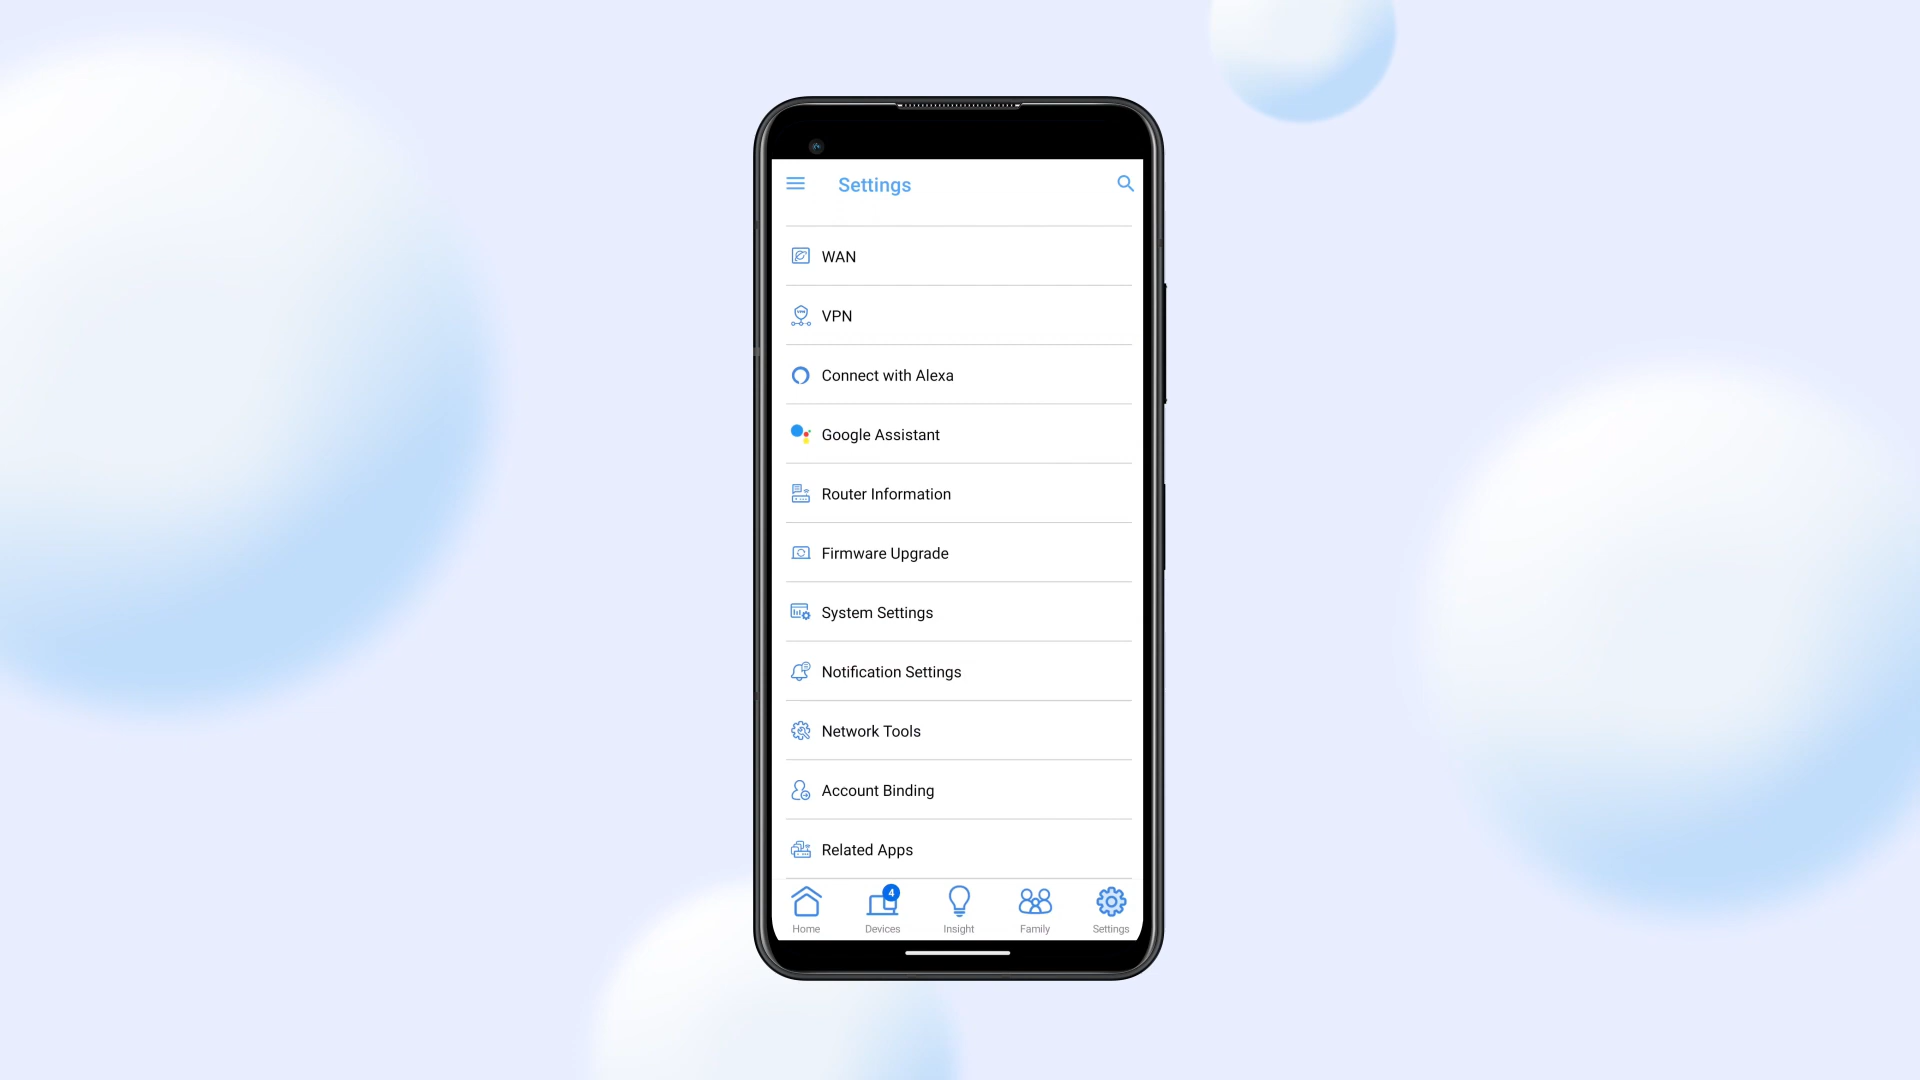 Settings
WAN
VPN
Connect with Alexa
Google Assistant
Router Information
Firmware Upgrade
System Settings
Notification Settings
Network Tools
Account Binding
Related Apps
4
Home
Devices
Insight
Family
Settings